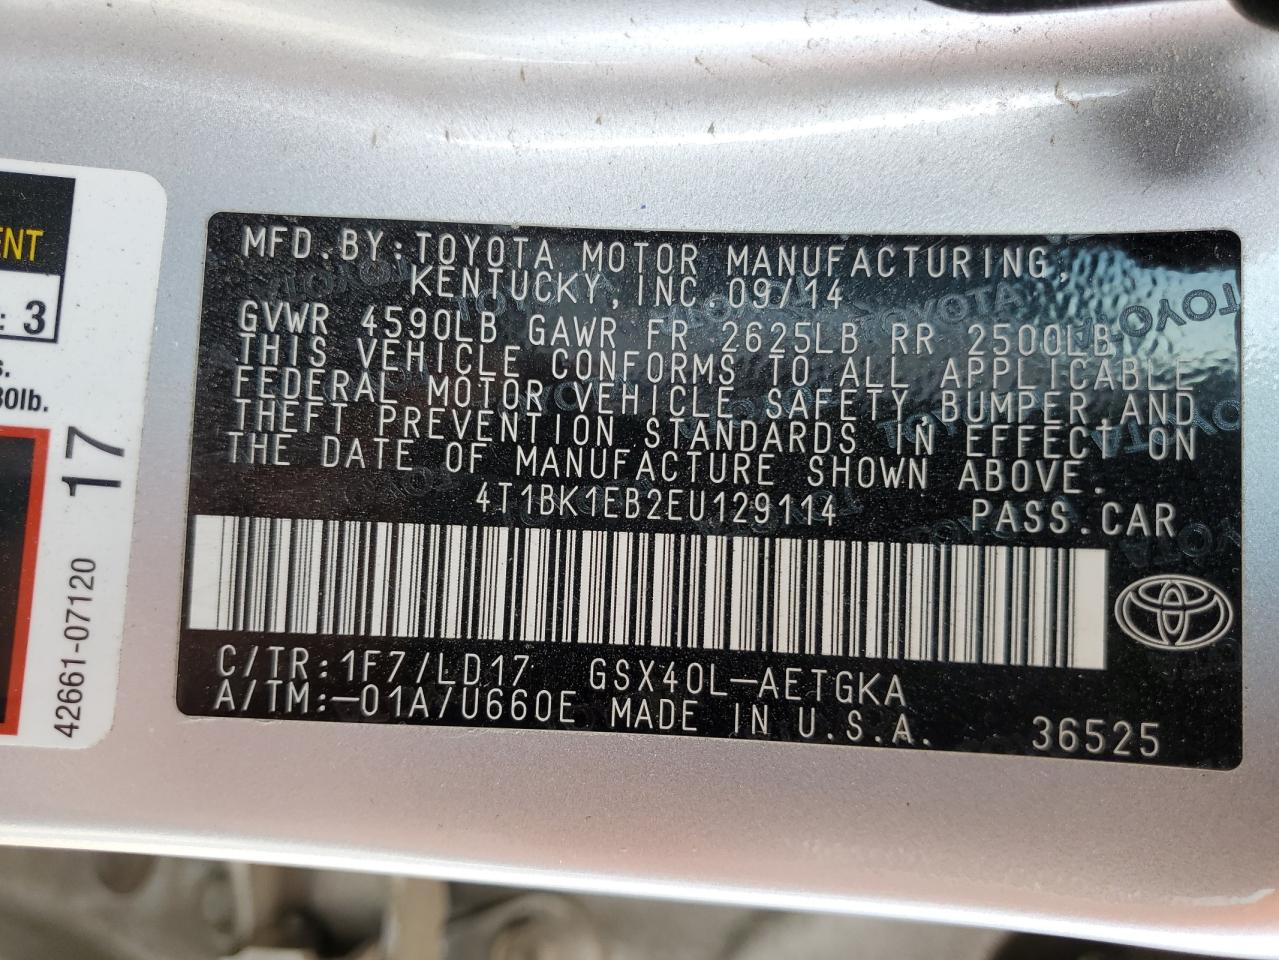 ENT
: 3
s.
80lb.
17
42661-07120
MFD.BY:TOYOTA MOTOR MANUFACTURING,
KENTUCKY,INC.09/14
GVWR 4590LB GAWR FR 2625LB RR 2500LB
THIS VEHICLE CONFORMS TO ALL APPLICABLE
FEDERAL MOTOR VEHICLE SAFETY,BUMPER AND
THEFT PREVENTION STANDARDS IN EFFECT ON
THE DATE OF MANUFACTURE SHOWN ABOVE.
4T1BK1EB2EU129114 PASS.CAR
C/TR:1F7/LD17 GSX40L-AETGKA
A/TM:-01A/U660E MADE IN U.S.A. 36525